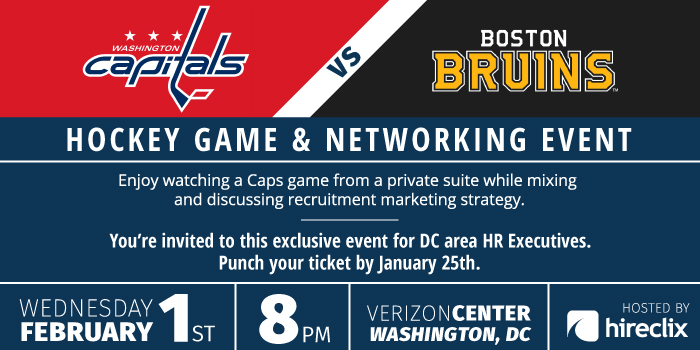 WASHINGTON
capitals
VS
BOSTON
BRUINS
TM
HOCKEY GAME & NETWORKING EVENT
Enjoy watching a Caps game from a private suite while mixing
and discussing recruitment marketing strategy.
You’re invited to this exclusive event for DC area HR Executives.
Punch your ticket by January 25th.
WEDNESDAY
FEBRUARY 1ST
8PM
VERIZONCENTER
WASHINGTON, DC
HOSTED BY
hireclix